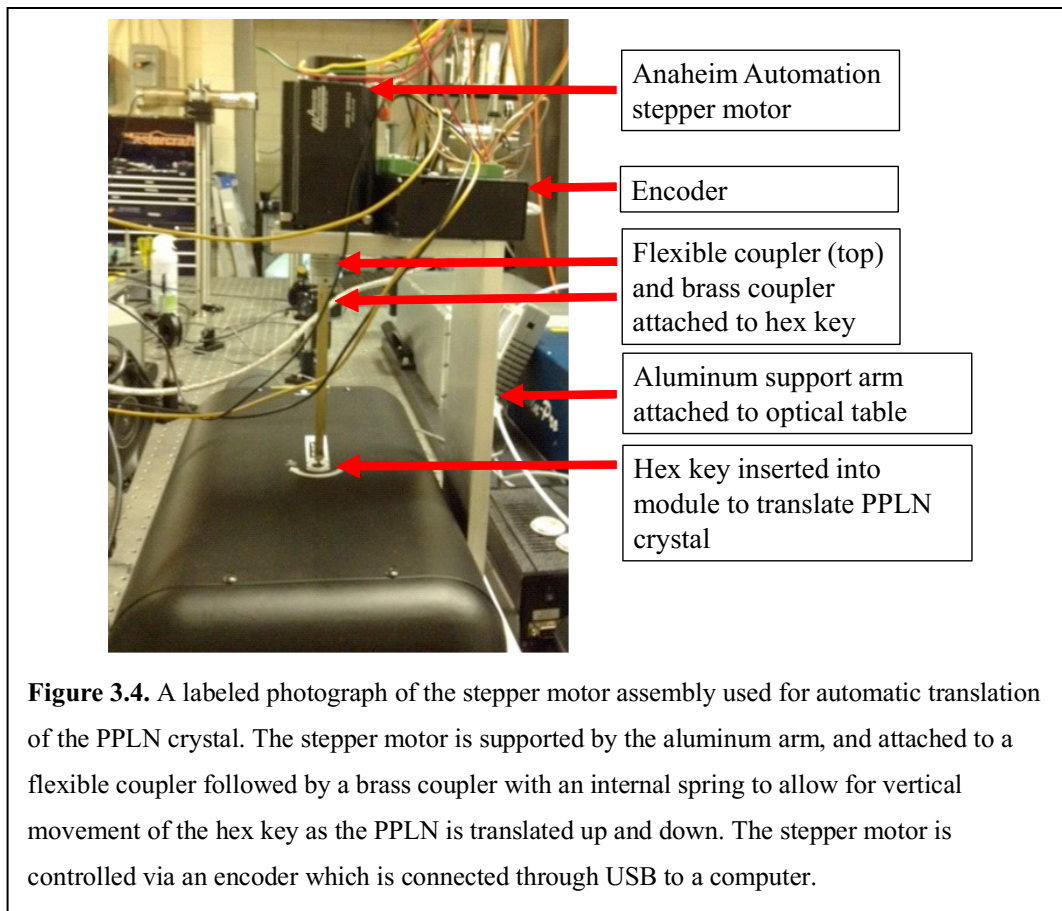 Anaheim Automation
stepper motor
Encoder
Flexible coupler (top)
and brass coupler
attached to hex key
Aluminum support arm
attached to optical table
Hex key inserted into
module to translate PPLN
crystal
Figure 3.4. A labeled photograph of the stepper motor assembly used for automatic translation
of the PPLN crystal. The stepper motor is supported by the aluminum arm, and attached to a
flexible coupler followed by a brass coupler with an internal spring to allow for vertical
movement of the hex key as the PPLN is translated up and down. The stepper motor is
controlled via an encoder which is connected through USB to a computer.